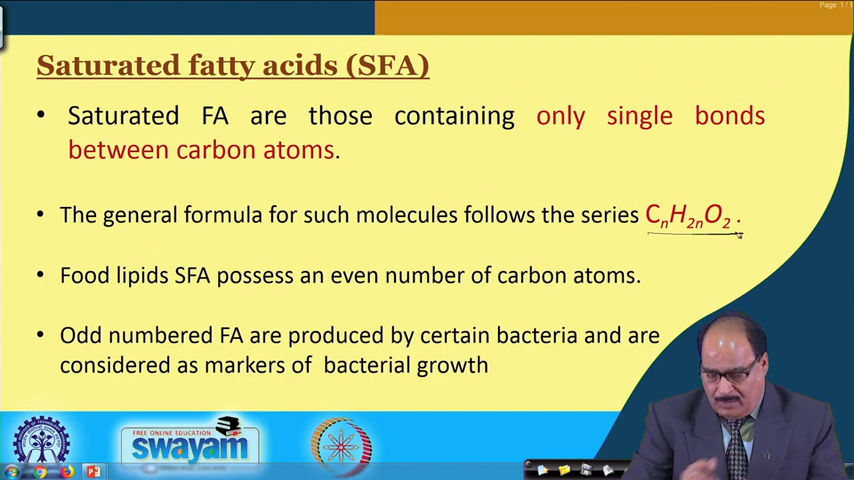 Page: 1 / 1
Saturated fatty acids (SFA)
• Saturated FA are those containing only single bonds
between carbon atoms.
• The general formula for such molecules follows the series CnH2nO2 .
• Food lipids SFA possess an even number of carbon atoms.
• Odd numbered FA are produced by certain bacteria and are
considered as markers of bacterial growth
FREE ONLINE EDUCATION
swayam